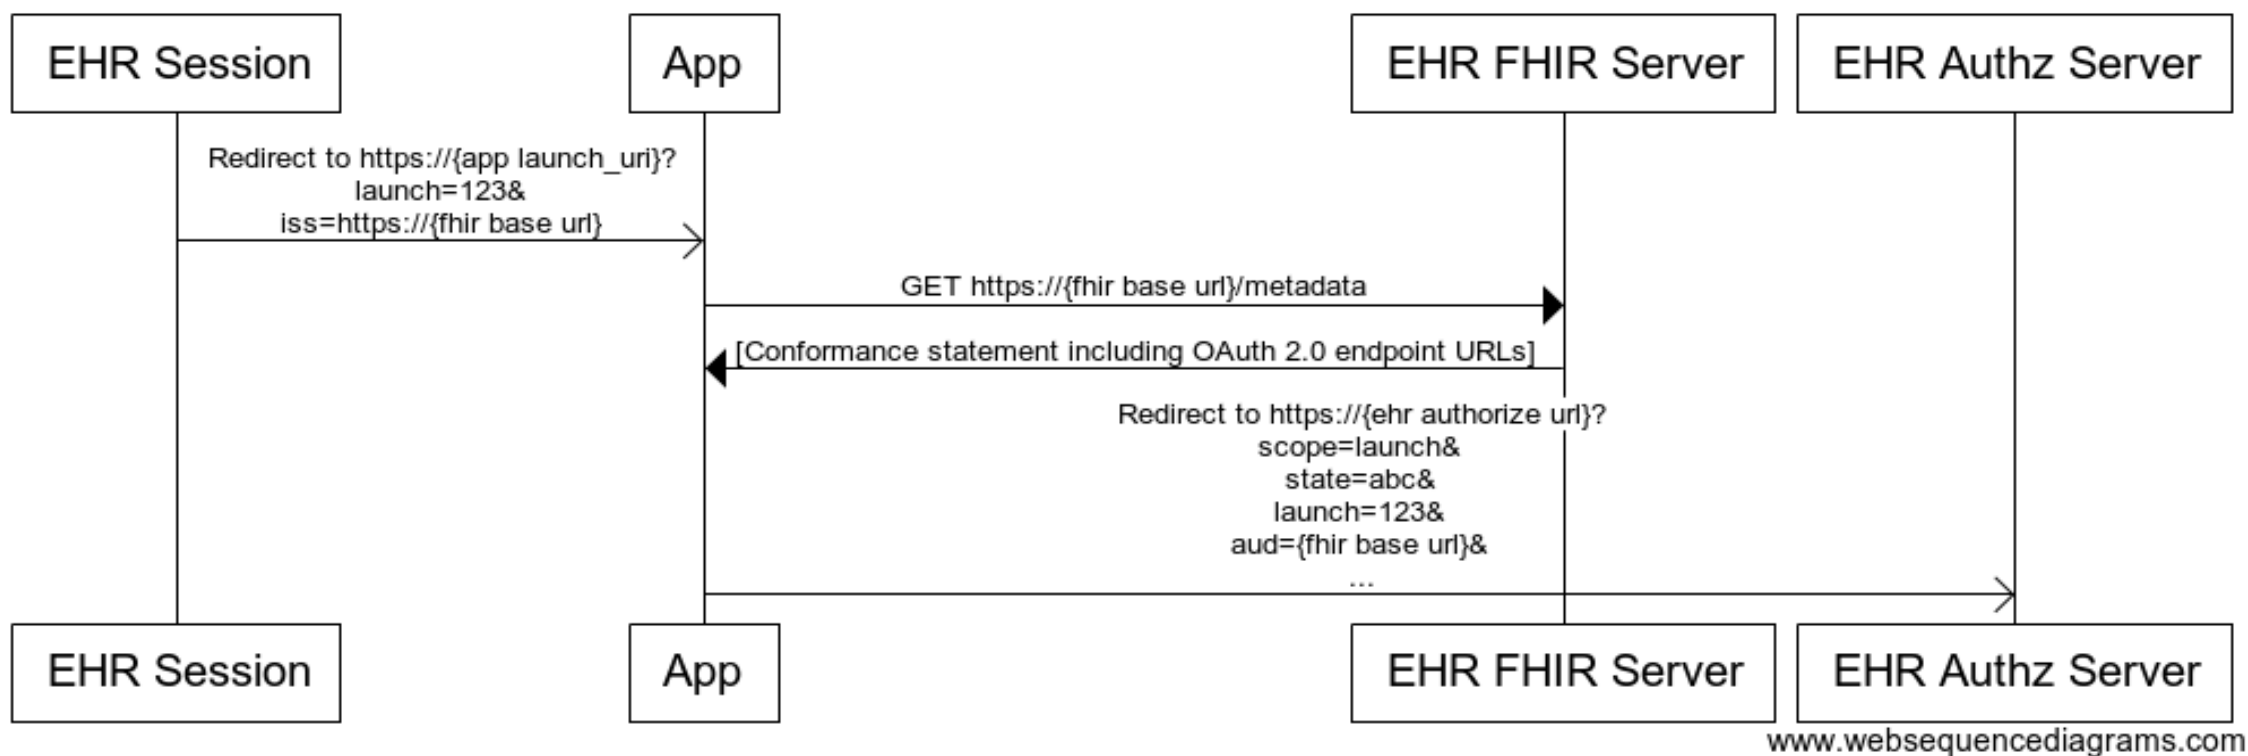 EHR Session
App
EHR FHIR Server
EHR Authz Server
Redirect to https://{app launch_uri}?
launch=123&
iss=https://{fhir base url}
GET https://{fhir base url}/metadata
[Conformance statement including OAuth 2.0 endpoint URLs]
Redirect to https://{ehr authorize url}?
scope=launch&
state=abc&
launch=123&
aud={fhir base url}&
...
EHR Session
App
EHR FHIR Server
EHR Authz Server
www.websequencediagrams.com